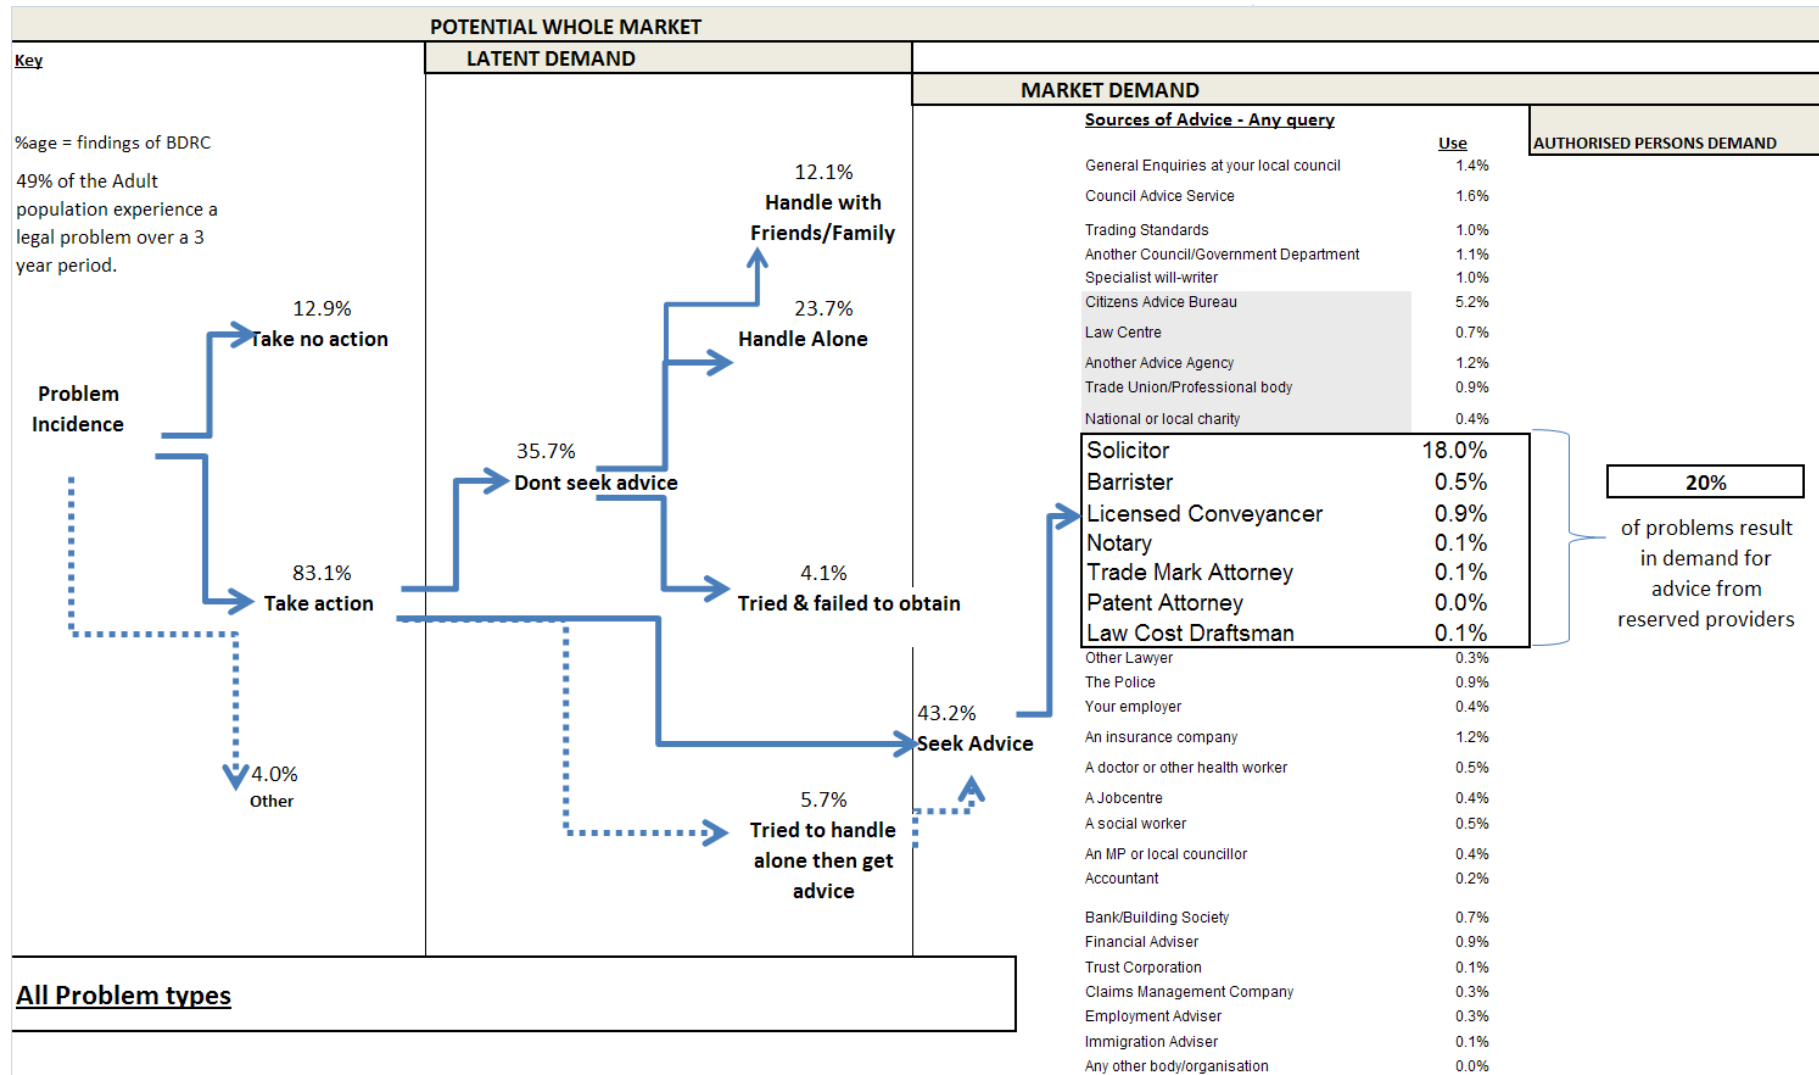 POTENTIAL WHOLE MARKET
Key
LATENT DEMAND
MARKET DEMAND
%age = findings of BDRC
49% of the Adult
population experience a
legal problem over a 3
year period.
12.9%
Take no action
Problem
Incidence
83.1%
Take action
4.0%
Other
12.1%
Handle with
Friends/Family
23.7%
Handle Alone
35.7%
Dont seek advice
4.1%
Tried & failed to obtain
43.2%
Seek Advice
5.7%
Tried to handle
alone then get
advice
Sources of Advice - Any query
Use
AUTHORISED PERSONS DEMAND
General Enquiries at your local council 1.4%
Council Advice Service 1.6%
Trading Standards 1.0%
Another Council/Government Department 1.1%
Specialist will-writer 1.0%
Citizens Advice Bureau 5.2%
Law Centre 0.7%
Another Advice Agency 1.2%
Trade Union/Professional body 0.9%
National or local charity 0.4%
Solicitor 18.0%
Barrister 0.5%
Licensed Conveyancer 0.9%
Notary 0.1%
Trade Mark Attorney 0.1%
Patent Attorney 0.0%
Law Cost Draftsman 0.1%
20%
of problems result
in demand for
advice from
reserved providers
Other Lawyer 0.3%
The Police 0.9%
Your employer 0.4%
An insurance company 1.2%
A doctor or other health worker 0.5%
A Jobcentre 0.4%
A social worker 0.5%
An MP or local councillor 0.4%
Accountant 0.2%
Bank/Building Society 0.7%
Financial Adviser 0.9%
Trust Corporation 0.1%
Claims Management Company 0.3%
Employment Adviser 0.3%
Immigration Adviser 0.1%
Any other body/organisation 0.0%
All Problem types